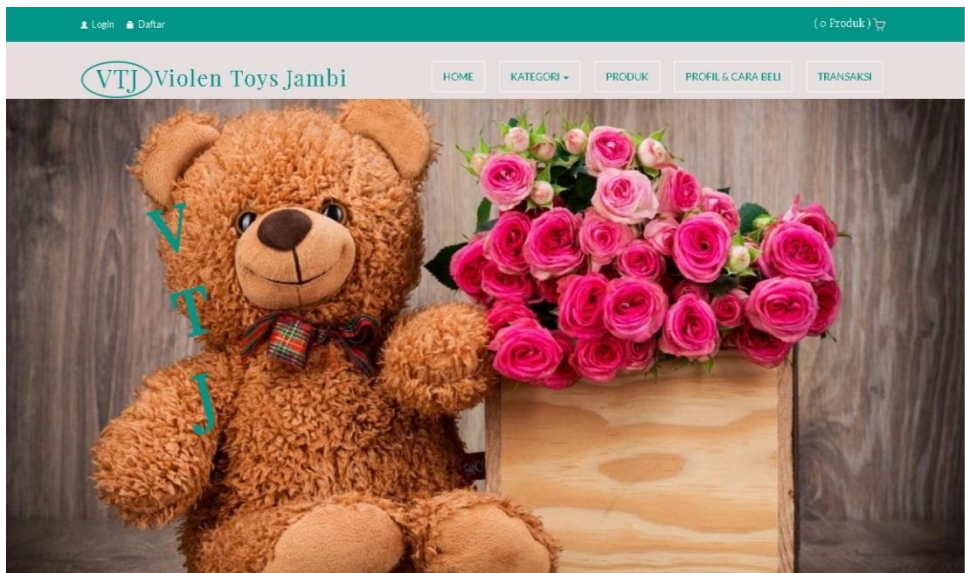 Login Daftar ( 0 Produk )
VTJ Violen Toys Jambi HOME KATEGORI PRODUK PROFIL & CARA BELI TRANSAKSI
V
T
J